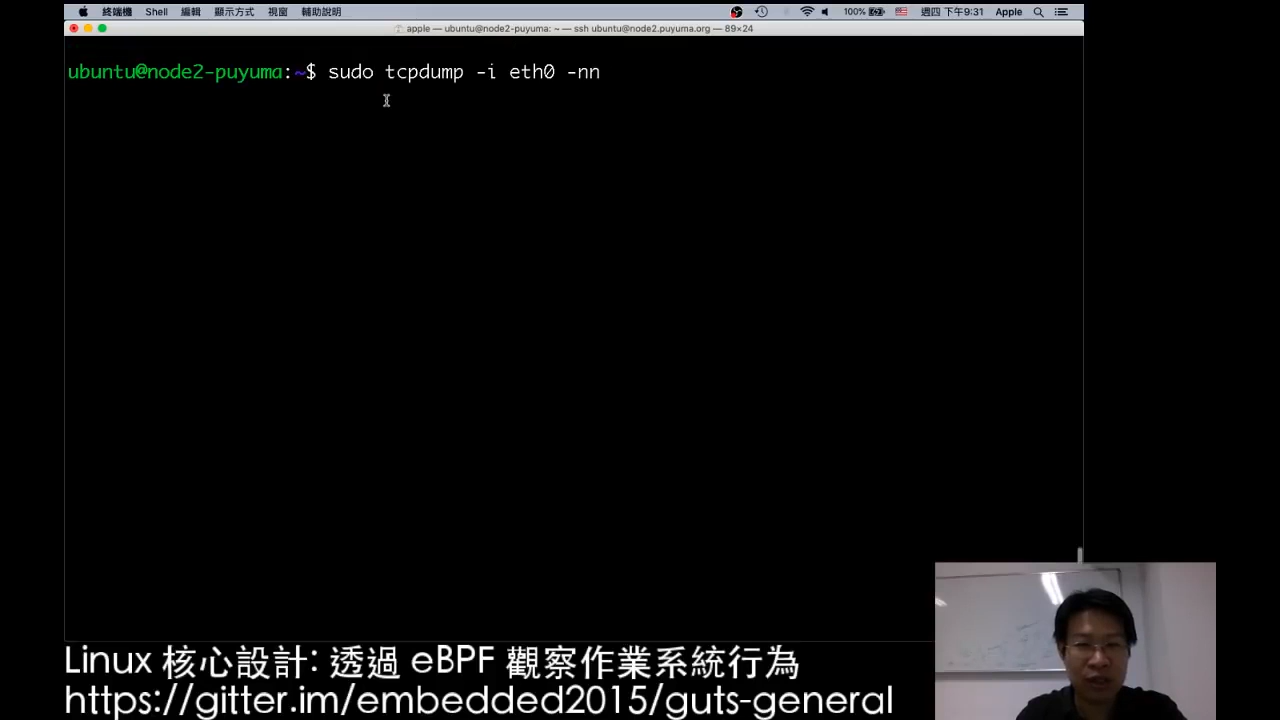 終端機 Shell 編輯 顯示方式 視窗 輔助說明 100% 週四下午9:31 Apple
apple — ubuntu@node2-puyuma: ~ — ssh ubuntu@node2.puyuma.org — 89×24
ubuntu@node2-puyuma:~$ sudo tcpdump -i eth0 -nn
Linux 核心設計: 透過 eBPF 觀察作業系統行為
https://gitter.im/embedded2015/guts-general